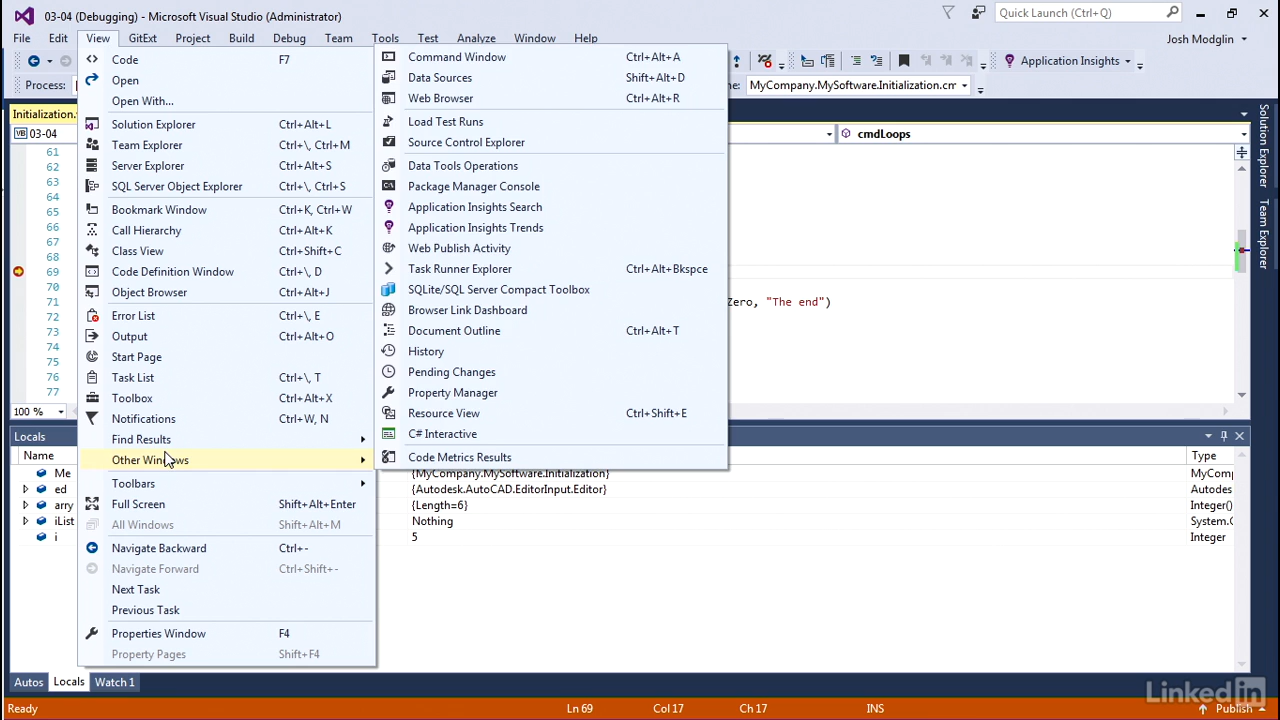 03-04 (Debugging) - Microsoft Visual Studio (Administrator)
Quick Launch (Ctrl+Q)
File Edit View GitExt Project Build Debug Team Tools Test Analyze Window Help
Josh Modglin
Process:
Application Insights
MyCompany.MySoftware.Initialization.cm
Initialization.
03-04
cmdLoops
61
62
63
64
65
66
67
68
69
70
71
72
73
74
75
76
77
Zero, "The end")
100 %
Code F7
Open
Open With...
Solution Explorer Ctrl+Alt+L
Team Explorer Ctrl+\, Ctrl+M
Server Explorer Ctrl+Alt+S
SQL Server Object Explorer Ctrl+\, Ctrl+S
Bookmark Window Ctrl+K, Ctrl+W
Call Hierarchy Ctrl+Alt+K
Class View Ctrl+Shift+C
Code Definition Window Ctrl+\, D
Object Browser Ctrl+Alt+J
Error List Ctrl+\, E
Output Ctrl+Alt+O
Start Page
Task List Ctrl+\, T
Toolbox Ctrl+Alt+X
Notifications Ctrl+W, N
Find Results
Other Windows
Toolbars
Full Screen Shift+Alt+Enter
All Windows Shift+Alt+M
Navigate Backward Ctrl+-
Navigate Forward Ctrl+Shift+-
Next Task
Previous Task
Properties Window F4
Property Pages Shift+F4
Command Window Ctrl+Alt+A
Data Sources Shift+Alt+D
Web Browser Ctrl+Alt+R
Load Test Runs
Source Control Explorer
Data Tools Operations
Package Manager Console
Application Insights Search
Application Insights Trends
Web Publish Activity
Task Runner Explorer Ctrl+Alt+Bkspce
SQLite/SQL Server Compact Toolbox
Browser Link Dashboard
Document Outline Ctrl+Alt+T
History
Pending Changes
Property Manager
Resource View Ctrl+Shift+E
C# Interactive
Code Metrics Results
Solution Explorer
Team Explorer
Locals
Name Type
Me {MyCompany.MySoftware.Initialization} MyComp
ed {Autodesk.AutoCAD.EditorInput.Editor} Autodes
arry {Length=6} Integer()
iList Nothing System.C
i 5 Integer
Autos Locals Watch 1
LinkedIn
Ready Ln 69 Col 17 Ch 17 INS Publish